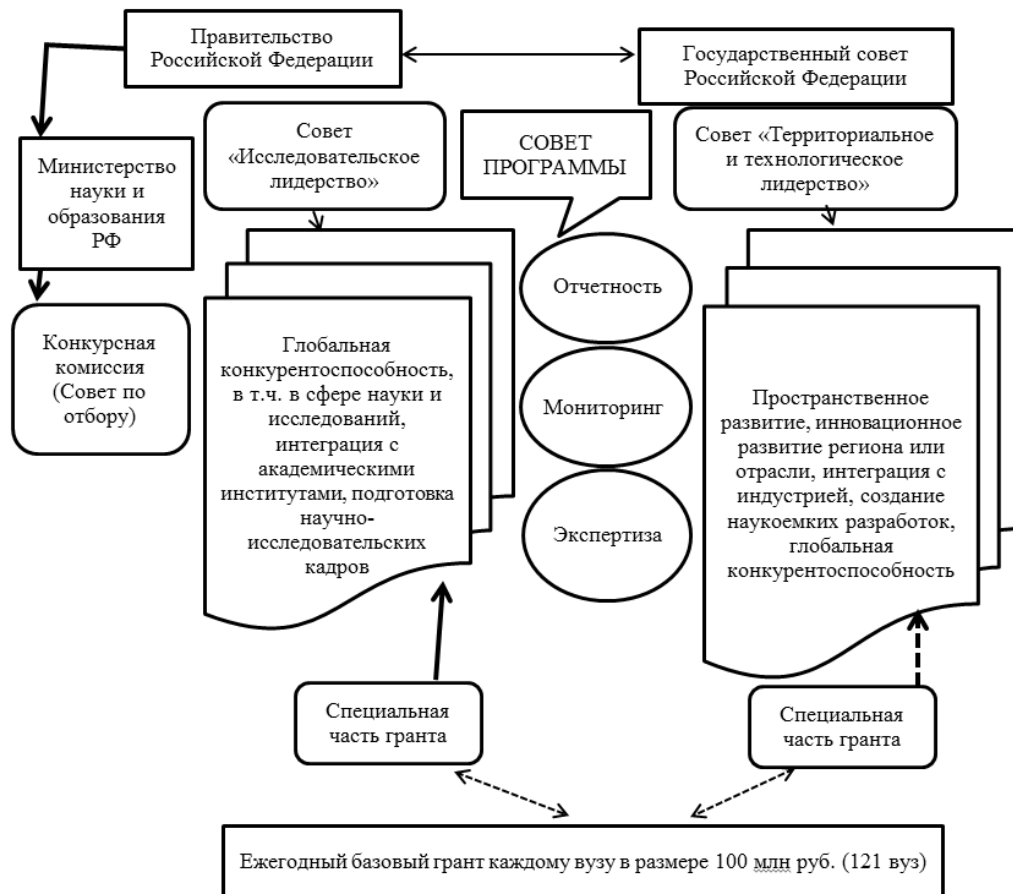 Правительство
Российской Федерации
Государственный совет
Российской Федерации
Министерство
науки и
образования
РФ
Совет
«Исследовательское
лидерство»
СОВЕТ
ПРОГРАММЫ
Совет «Территориальное
и технологическое
лидерство»
Конкурсная
комиссия
(Совет по
отбору)
Глобальная
конкурентоспособность,
в т.ч. в сфере науки и
исследований,
интеграция с
академическими
институтами, подготовка
научно-
исследовательских
кадров
Отчетность
Мониторинг
Экспертиза
Пространственное
развитие, инновационное
развитие региона или
отрасли, интеграция с
индустрией, создание
наукоемких разработок,
глобальная
конкурентоспособность
Специальная
часть гранта
Специальная
часть гранта
Ежегодный базовый грант каждому вузу в размере 100 млн руб. (121 вуз)